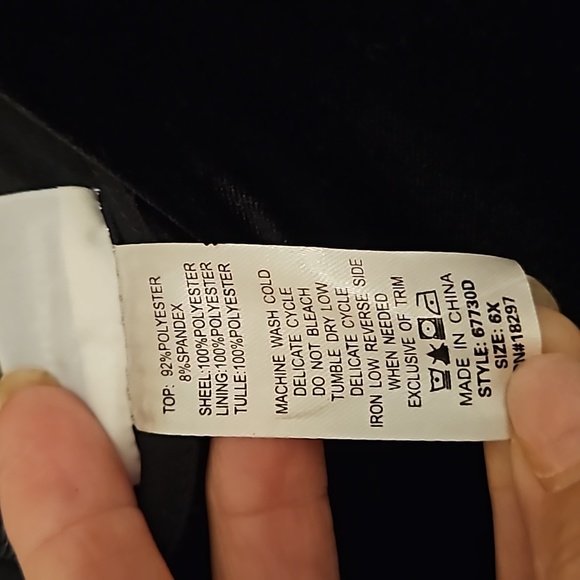 TOP: 92%POLYESTER
8%SPANDEX
SHEEL:100%POLYESTER
LINING:100%POLYESTER
TULLE:100%POLYESTER
MACHINE WASH COLD
DELICATE CYCLE
DO NOT BLEACH
TUMBLE DRY LOW
DELICATE CYCLE
IRON LOW REVERSE SIDE
WHEN NEEDED
EXCLUSIVE OF TRIM
MADE IN CHINA
STYLE: 67730D
SIZE: 6X
N#18297